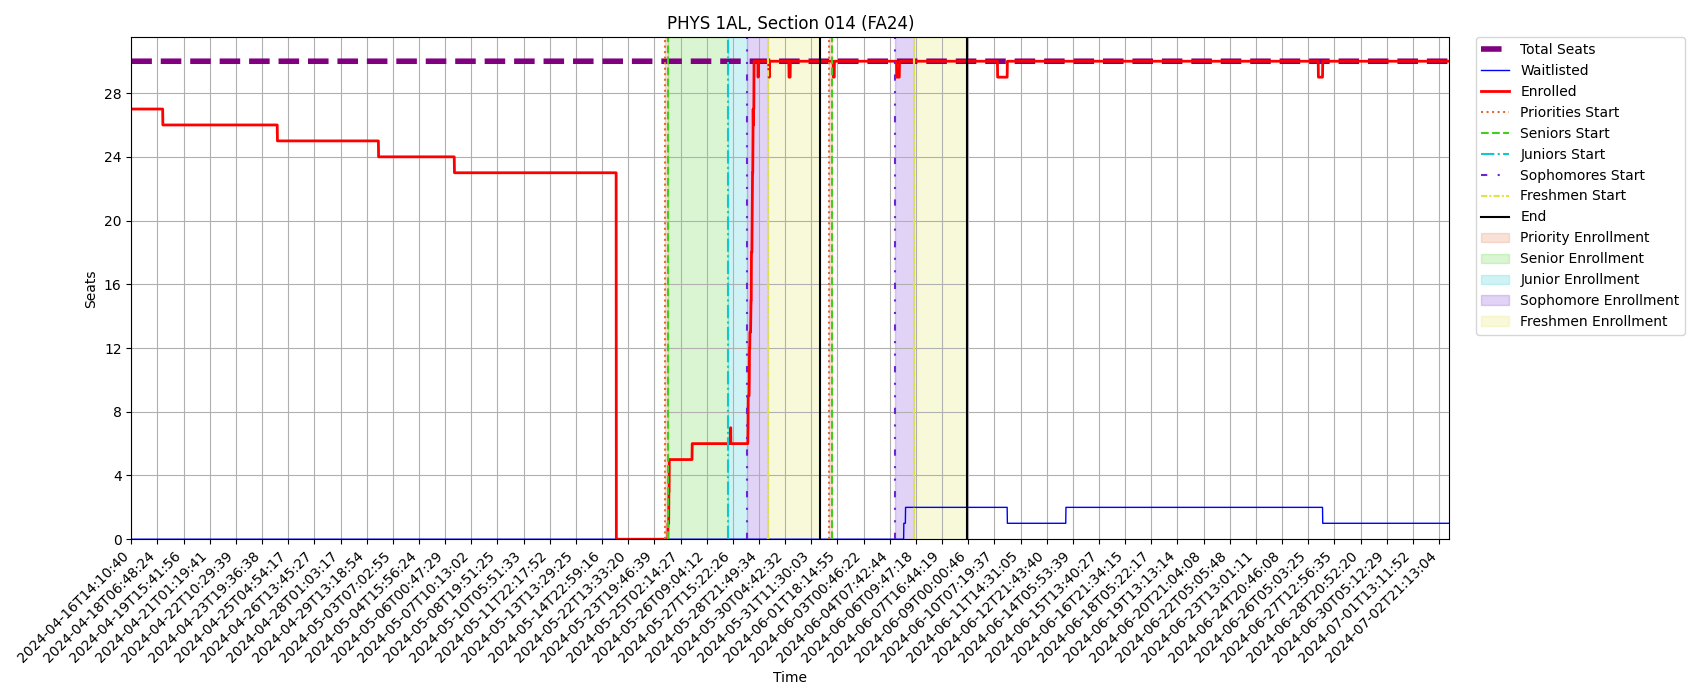 PHYS 1AL, Section 014 (FA24)
Total Seats
Waitlisted
Enrolled
Priorities Start
Seniors Start
Juniors Start
Sophomores Start
Freshmen Start
End
Priority Enrollment
Senior Enrollment
Junior Enrollment
Sophomore Enrollment
Freshmen Enrollment
Seats
28
24
20
16
12
8
4
0
2024-04-16T14:10:40
2024-04-18T06:48:24
2024-04-19T15:41:56
2024-04-21T01:19:41
2024-04-22T10:29:39
2024-04-23T19:36:38
2024-04-25T04:54:17
2024-04-26T13:45:27
2024-04-28T01:03:17
2024-04-29T13:18:54
2024-05-03T07:02:55
2024-05-04T15:56:24
2024-05-06T00:47:29
2024-05-07T10:13:02
2024-05-08T19:51:25
2024-05-10T05:51:33
2024-05-11T22:17:52
2024-05-13T13:29:25
2024-05-14T22:59:16
2024-05-22T23:33:20
2024-05-23T19:46:39
2024-05-25T02:14:27
2024-05-26T09:04:12
2024-05-27T15:22:26
2024-05-28T21:49:34
2024-05-30T04:42:32
2024-05-31T11:30:03
2024-06-01T18:14:55
2024-06-03T00:46:22
2024-06-04T07:42:44
2024-06-06T09:47:18
2024-06-07T16:44:19
2024-06-09T00:00:46
2024-06-10T07:19:37
2024-06-11T14:31:05
2024-06-12T21:43:40
2024-06-14T05:53:39
2024-06-15T13:40:27
2024-06-16T21:34:15
2024-06-18T05:22:17
2024-06-19T13:13:14
2024-06-20T21:04:08
2024-06-22T05:05:48
2024-06-23T13:01:11
2024-06-24T20:46:08
2024-06-26T05:03:25
2024-06-27T12:56:35
2024-06-28T20:52:20
2024-06-30T05:12:29
2024-07-01T13:11:52
2024-07-02T21:13:04
Time